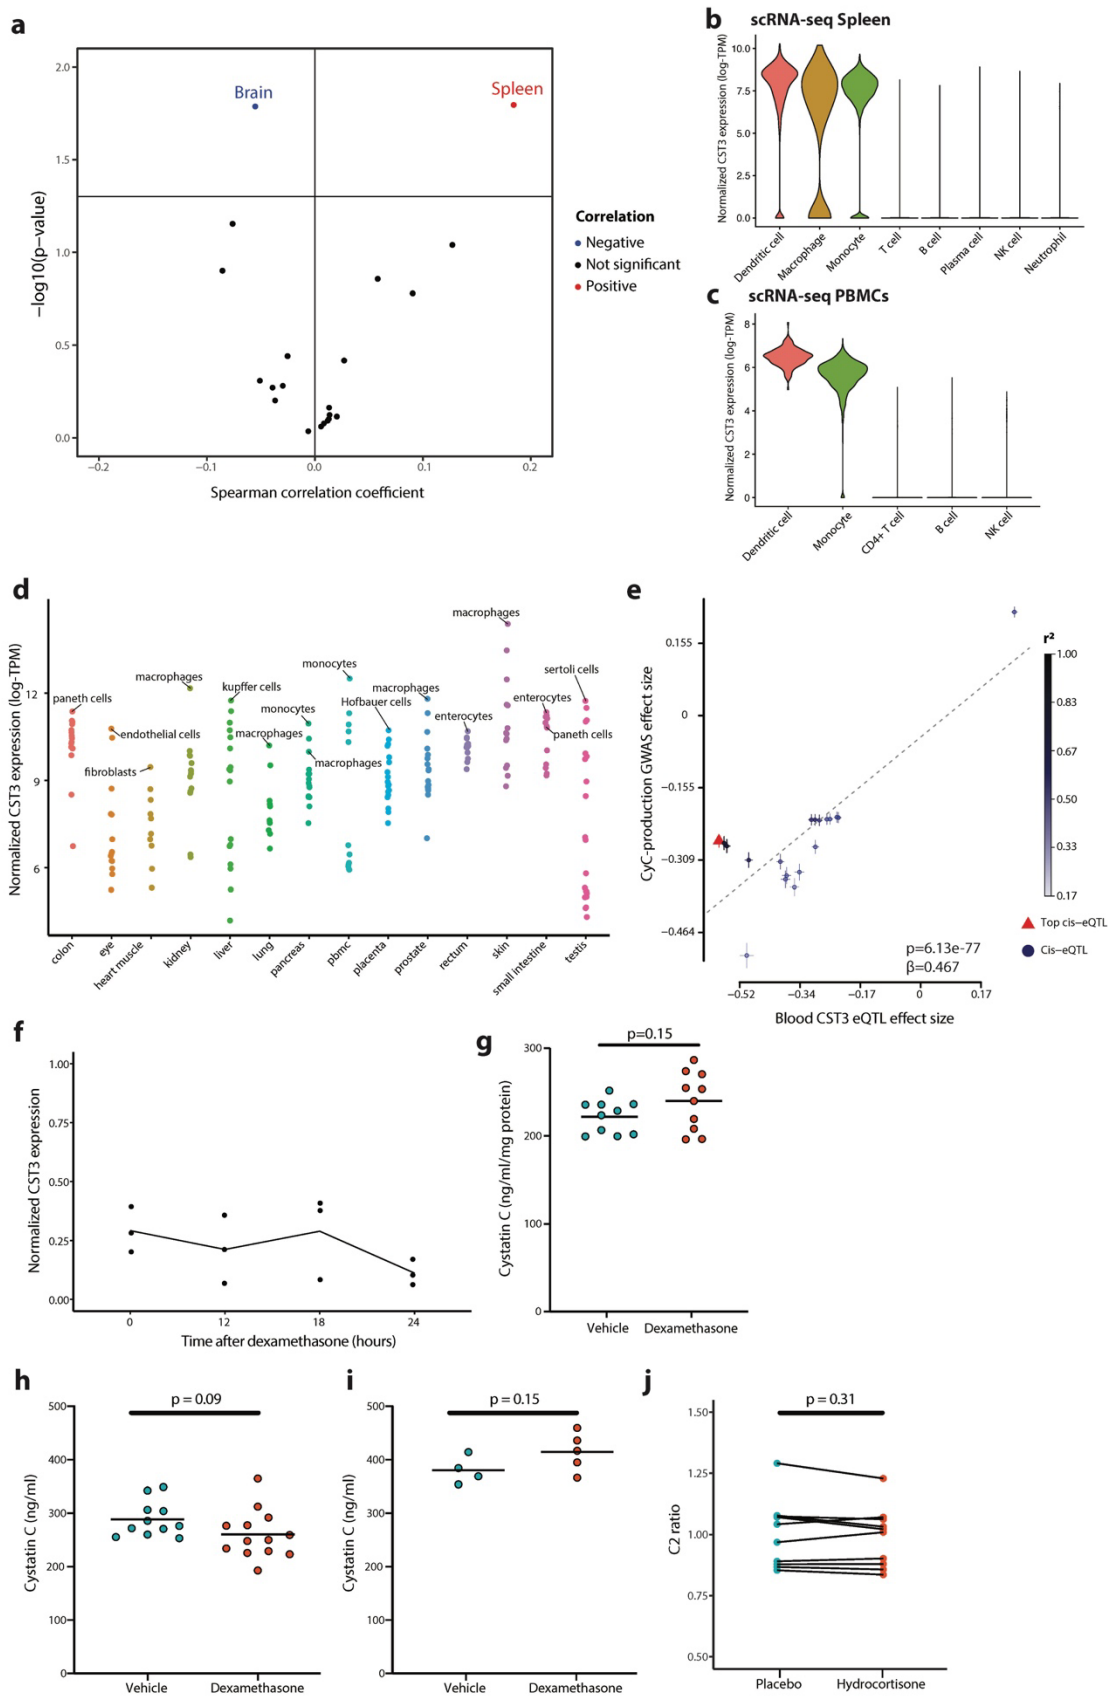 a
2.0
1.5
1.0
0.5
0.0
−log10(p−value)
Brain
Spleen
−0.2
−0.1
0.0
0.1
0.2
Spearman correlation coefficient
Correlation
Negative
Not significant
Positive
b scRNA-seq Spleen
Normalized CST3 expression (log-TPM)
10.0
7.5
5.0
2.5
0.0
Dendritic cell
Macrophage
Monocyte
T cell
B cell
Plasma cell
NK cell
Neutrophil
c scRNA-seq PBMCs
Normalized CST3 expression (log-TPM)
8
6
4
2
0
Dendritic cell
Monocyte
CD4+ T cell
B cell
NK cell
d
Normalized CST3 expression (log-TPM)
12
9
6
paneth cells
endothelial cells
fibroblasts
macrophages
kupffer cells
macrophages
monocytes
macrophages
monocytes
Hofbauer cells
macrophages
enterocytes
macrophages
enterocytes
paneth cells
sertoli cells
colon
eye
heart muscle
kidney
liver
lung
pancreas
pbmc
placenta
prostate
rectum
skin
small intestine
testis
e
CyC-production GWAS effect size
0.155
0
−0.155
−0.309
−0.464
p=6.13e-77
β=0.467
−0.52
−0.34
−0.17
0
0.17
Blood CST3 eQTL effect size
r²
1.00
0.83
0.67
0.50
0.33
0.17
Top cis−eQTL
Cis−eQTL
f
Normalized CST3 expression
1.00
0.75
0.50
0.25
0.00
0
12
18
24
Time after dexamethasone (hours)
g
p=0.15
Cystatin C (ng/ml/mg protein)
300
200
100
0
Vehicle
Dexamethasone
h
p = 0.09
Cystatin C (ng/ml)
500
400
300
200
100
0
Vehicle
Dexamethasone
i
p = 0.15
Cystatin C (ng/ml)
500
400
300
200
100
0
Vehicle
Dexamethasone
j
p = 0.31
C2 ratio
1.50
1.00
0.75
0.50
Placebo
Hydrocortisone